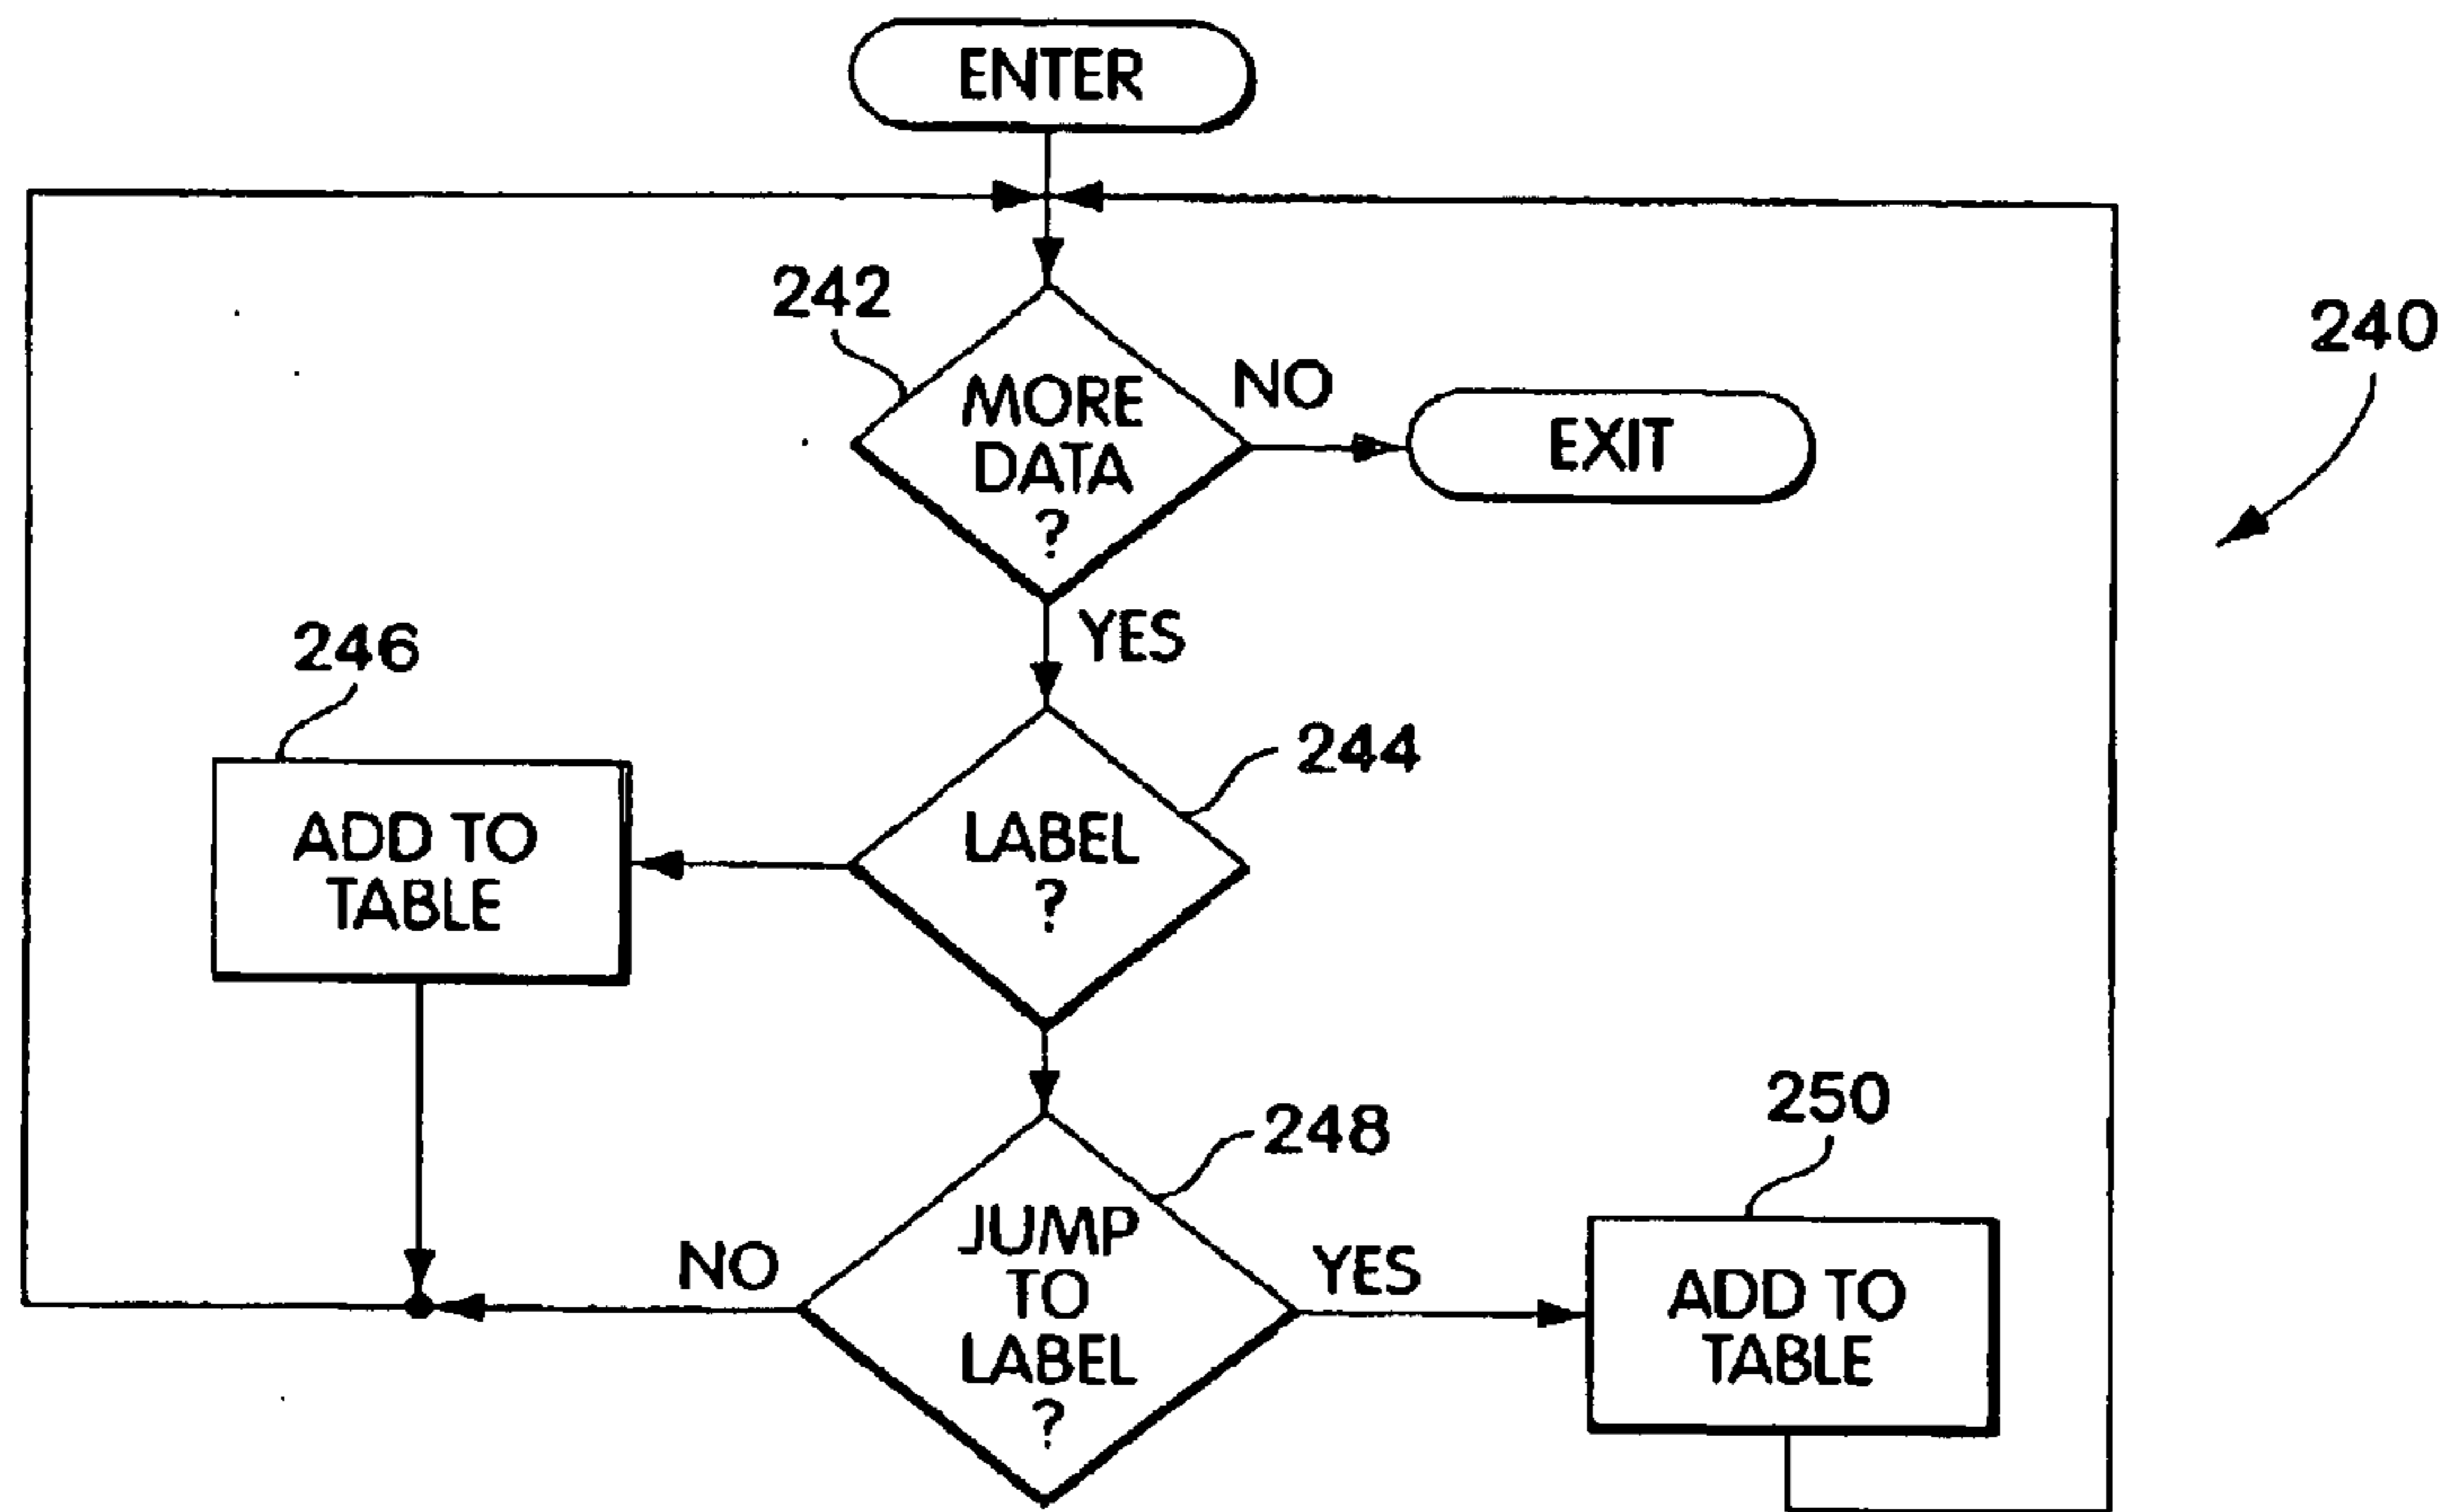 ENTER
242
MORE
DATA
?
NO
EXIT
240
YES
246
ADD TO
TABLE
244
LABEL
?
248
JUMP
TO
LABEL
?
NO
YES
250
ADD TO
TABLE